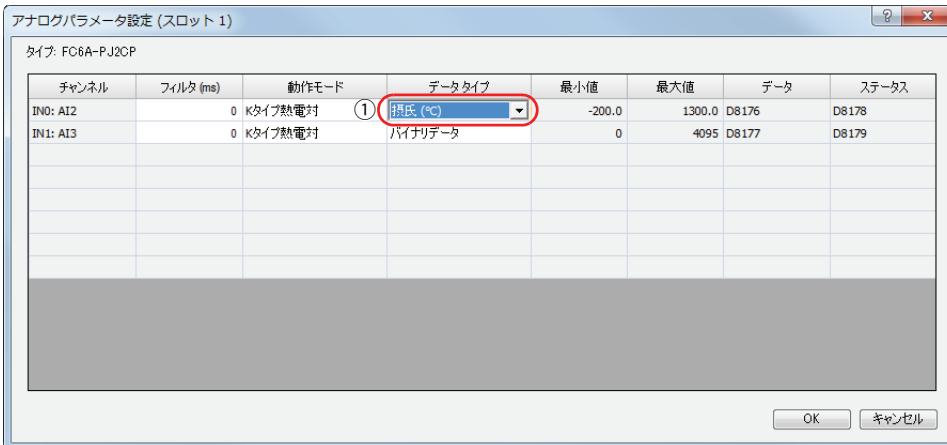 アナログパラメータ設定 (スロット 1)
タイプ: FC6A-PJ2CP
チャンネル フィルタ (ms) 動作モード データタイプ 最小値 最大値 データ ステータス
IN0: AI2 0 Kタイプ熱電対 ① 摂氏 (℃) -200.0 1300.0 D8176 D8178
IN1: AI3 0 Kタイプ熱電対 バイナリデータ 0 4095 D8177 D8179
OK キャンセル